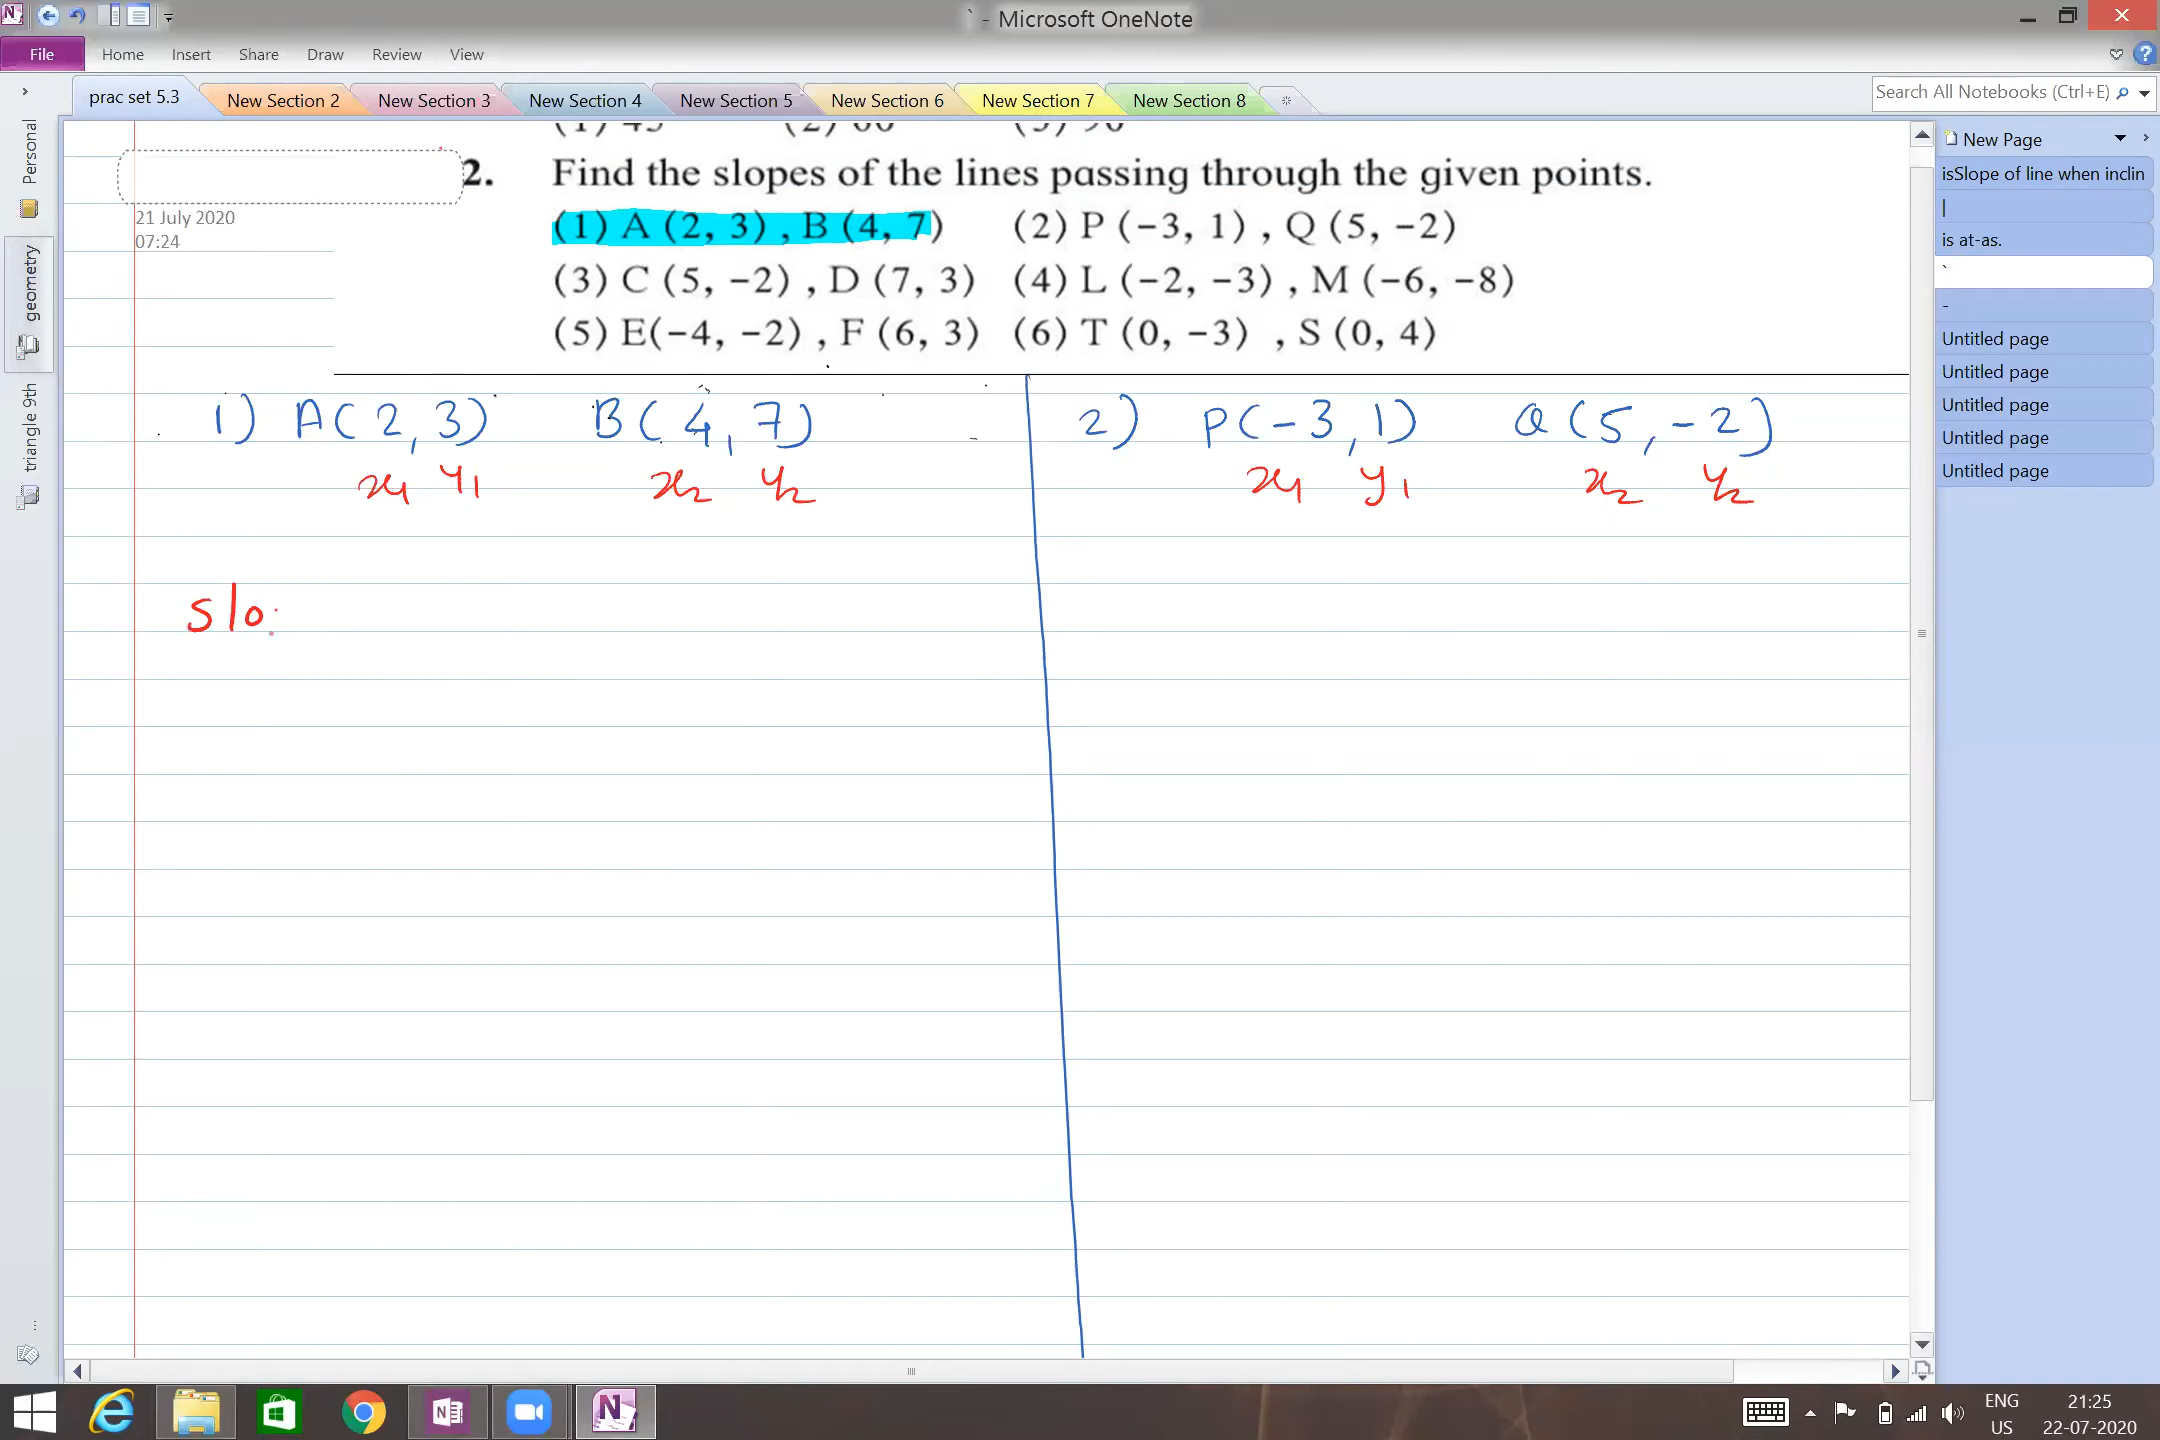 ` - Microsoft OneNote
File Home Insert Share Draw Review View
prac set 5.3 New Section 2 New Section 3 New Section 4 New Section 5 New Section 6 New Section 7 New Section 8
Search All Notebooks (Ctrl+E)
Personal
geometry
triangle 9th
21 July 2020
07:24
2. Find the slopes of the lines passing through the given points.
(1) A (2, 3) , B (4, 7) (2) P (−3, 1) , Q (5, −2)
(3) C (5, −2) , D (7, 3) (4) L (−2, −3) , M (−6, −8)
(5) E(−4, −2) , F (6, 3) (6) T (0, −3) , S (0, 4)
1) A(2, 3) B(4, 7)
x1 y1 x2 y2
Slo
2) P(-3, 1) Q(5, -2)
x1 y1 x2 y2
New Page
isSlope of line when inclin
|
is at-as.
`
-
Untitled page
Untitled page
Untitled page
Untitled page
Untitled page
ENG
US
21:25
22-07-2020